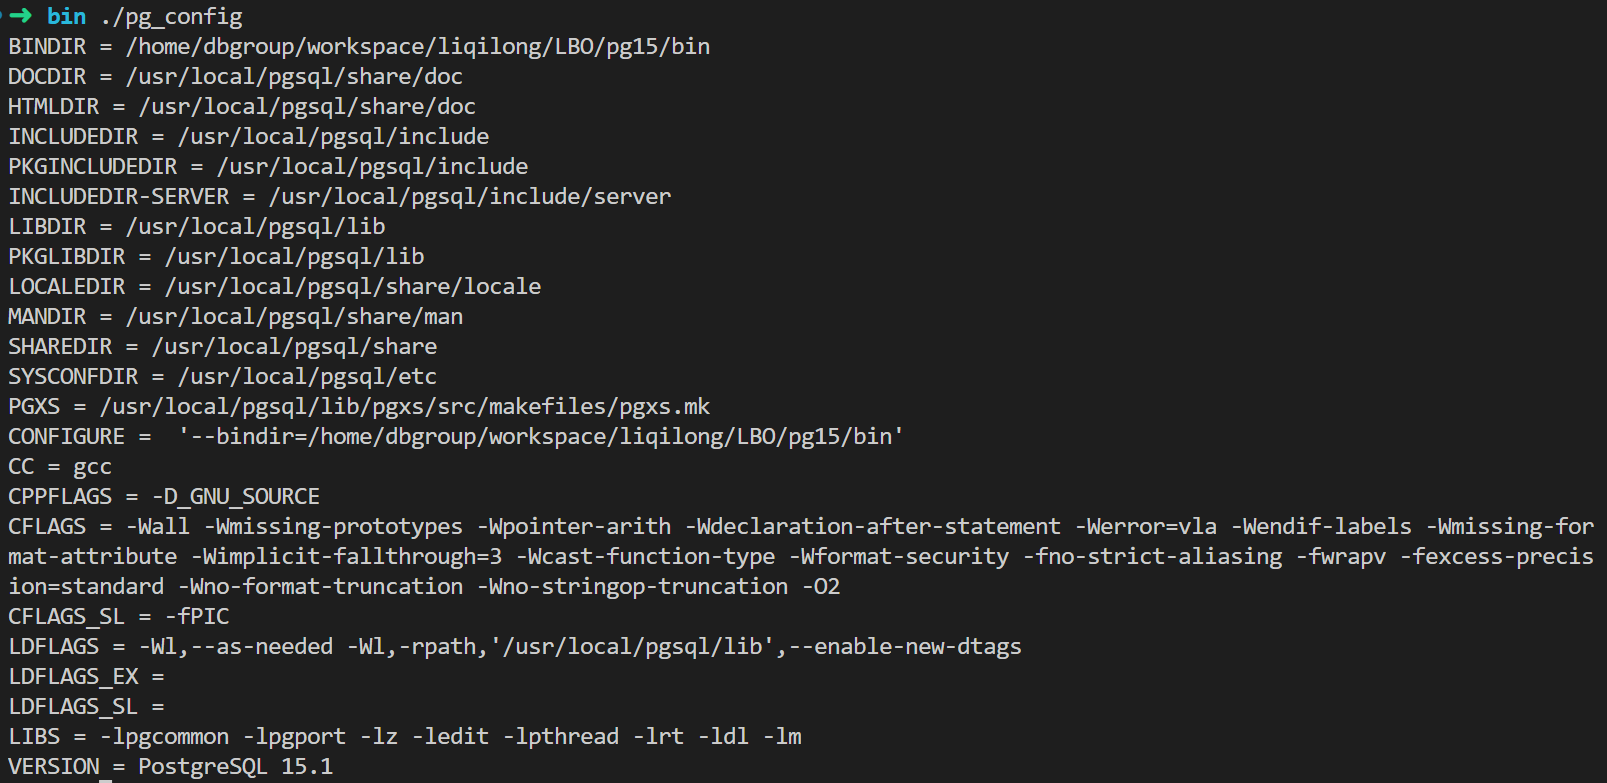 ➜ bin ./pg_config
BINDIR = /home/dbgroup/workspace/liqilong/LBO/pg15/bin
DOCDIR = /usr/local/pgsql/share/doc
HTMLDIR = /usr/local/pgsql/share/doc
INCLUDEDIR = /usr/local/pgsql/include
PKGINCLUDEDIR = /usr/local/pgsql/include
INCLUDEDIR-SERVER = /usr/local/pgsql/include/server
LIBDIR = /usr/local/pgsql/lib
PKGLIBDIR = /usr/local/pgsql/lib
LOCALEDIR = /usr/local/pgsql/share/locale
MANDIR = /usr/local/pgsql/share/man
SHAREDIR = /usr/local/pgsql/share
SYSCONFDIR = /usr/local/pgsql/etc
PGXS = /usr/local/pgsql/lib/pgxs/src/makefiles/pgxs.mk
CONFIGURE =  '--bindir=/home/dbgroup/workspace/liqilong/LBO/pg15/bin'
CC = gcc
CPPFLAGS = -D_GNU_SOURCE
CFLAGS = -Wall -Wmissing-prototypes -Wpointer-arith -Wdeclaration-after-statement -Werror=vla -Wendif-labels -Wmissing-for
mat-attribute -Wimplicit-fallthrough=3 -Wcast-function-type -Wformat-security -fno-strict-aliasing -fwrapv -fexcess-precis
ion=standard -Wno-format-truncation -Wno-stringop-truncation -O2
CFLAGS_SL = -fPIC
LDFLAGS = -Wl,--as-needed -Wl,-rpath,'/usr/local/pgsql/lib',--enable-new-dtags
LDFLAGS_EX =
LDFLAGS_SL =
LIBS = -lpgcommon -lpgport -lz -ledit -lpthread -lrt -ldl -lm
VERSION = PostgreSQL 15.1